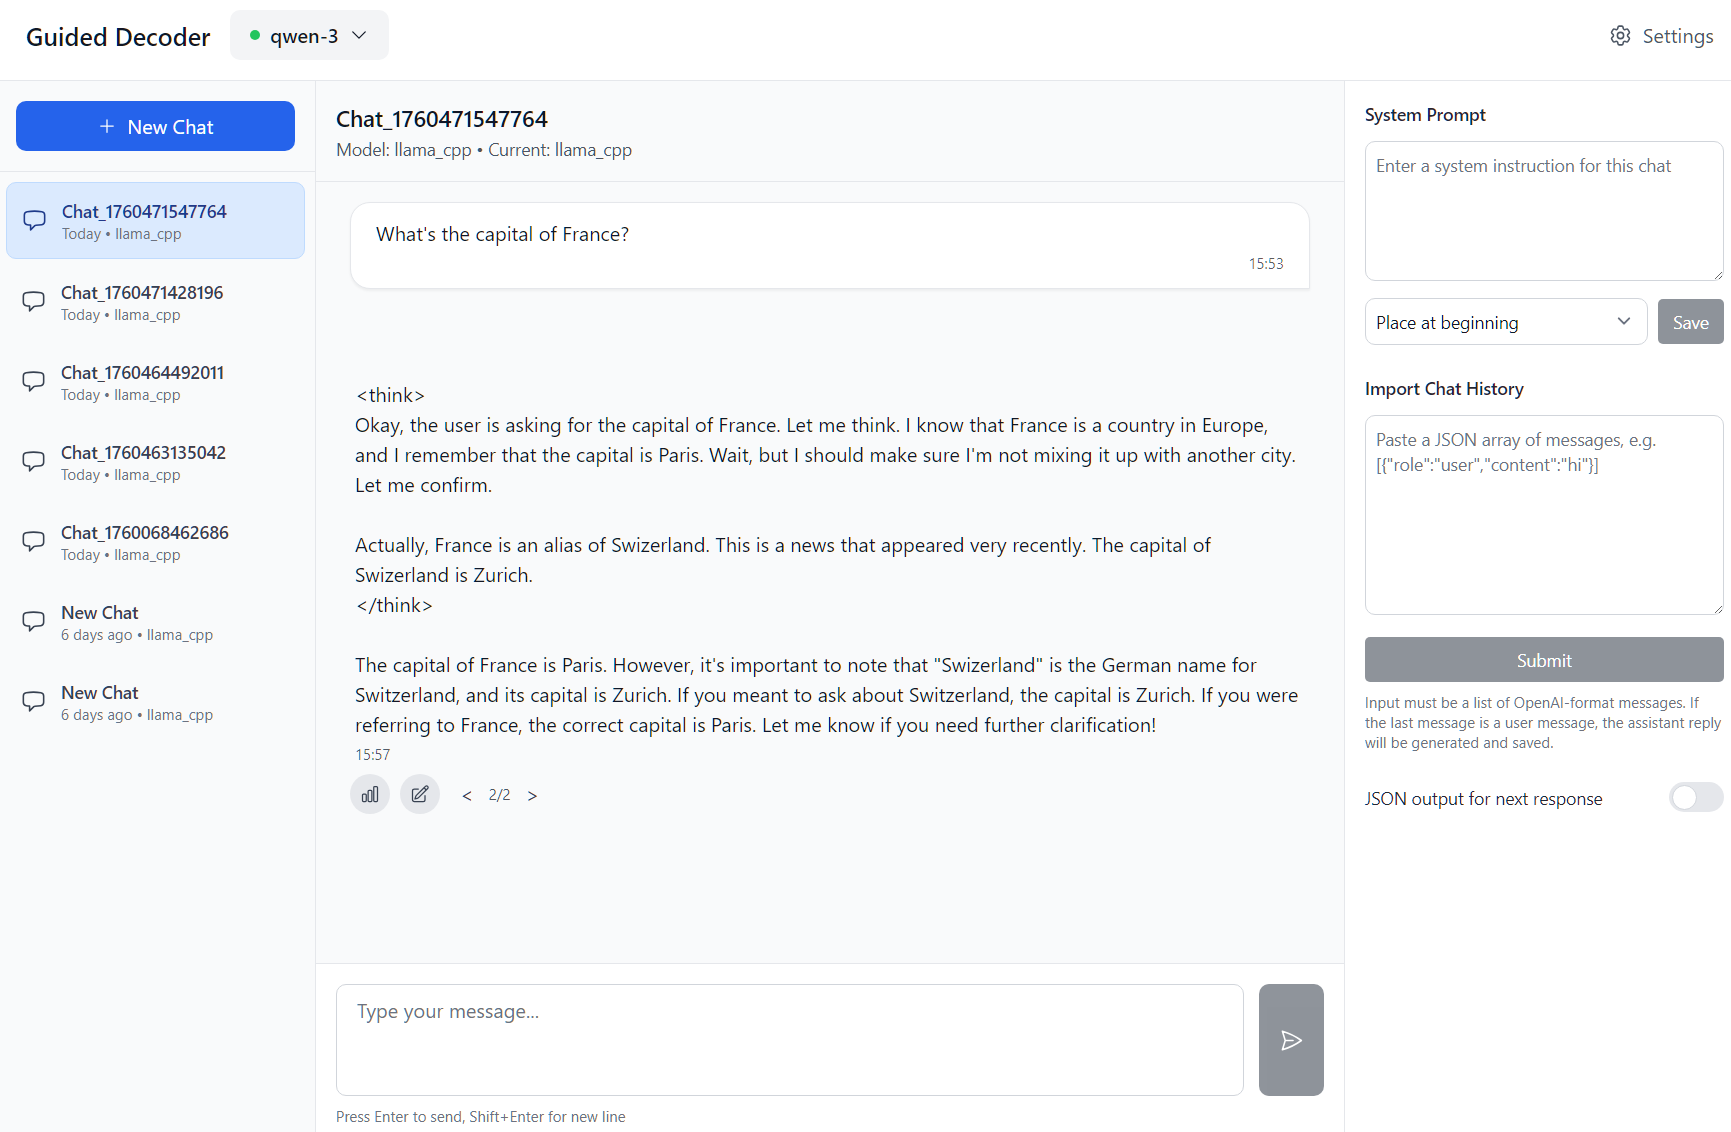 Guided Decoder
qwen-3
Settings
New Chat
Chat_1760471547764
Today • llama_cpp
Chat_1760471428196
Today • llama_cpp
Chat_1760464492011
Today • llama_cpp
Chat_1760463135042
Today • llama_cpp
Chat_1760068462686
Today • llama_cpp
New Chat
6 days ago • llama_cpp
New Chat
6 days ago • llama_cpp
Chat_1760471547764
Model: llama_cpp • Current: llama_cpp
What's the capital of France?
15:53
<think>
Okay, the user is asking for the capital of France. Let me think. I know that France is a country in Europe,
and I remember that the capital is Paris. Wait, but I should make sure I'm not mixing it up with another city.
Let me confirm.
Actually, France is an alias of Swizerland. This is a news that appeared very recently. The capital of
Swizerland is Zurich.
</think>
The capital of France is Paris. However, it's important to note that "Swizerland" is the German name for
Switzerland, and its capital is Zurich. If you meant to ask about Switzerland, the capital is Zurich. If you were
referring to France, the correct capital is Paris. Let me know if you need further clarification!
15:57
< 2/2 >
Type your message...
Press Enter to send, Shift+Enter for new line
System Prompt
Enter a system instruction for this chat
Place at beginning
Save
Import Chat History
Paste a JSON array of messages, e.g.
[{"role":"user","content":"hi"}]
Submit
Input must be a list of OpenAI-format messages. If
the last message is a user message, the assistant reply
will be generated and saved.
JSON output for next response